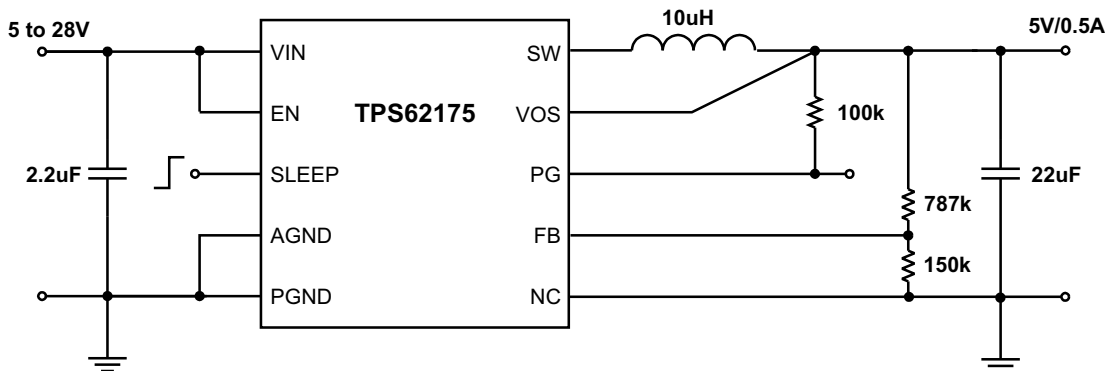 10uH
5 to 28V
5V/0.5A
VIN
SW
TPS62175
EN
VOS
100k
2.2uF
SLEEP
PG
22uF
787k
AGND
FB
150k
PGND
NC